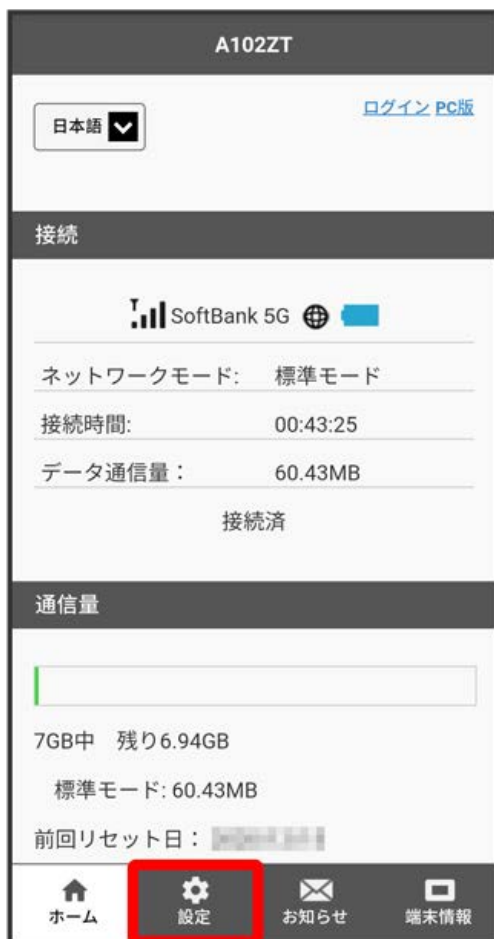 A102ZT
日本語
ログイン PC版
接続
SoftBank 5G
ネットワークモード: 標準モード
接続時間: 00:43:25
データ通信量： 60.43MB
接続済
通信量
7GB中 残り6.94GB
標準モード: 60.43MB
前回リセット日：
ホーム 設定 お知らせ 端末情報